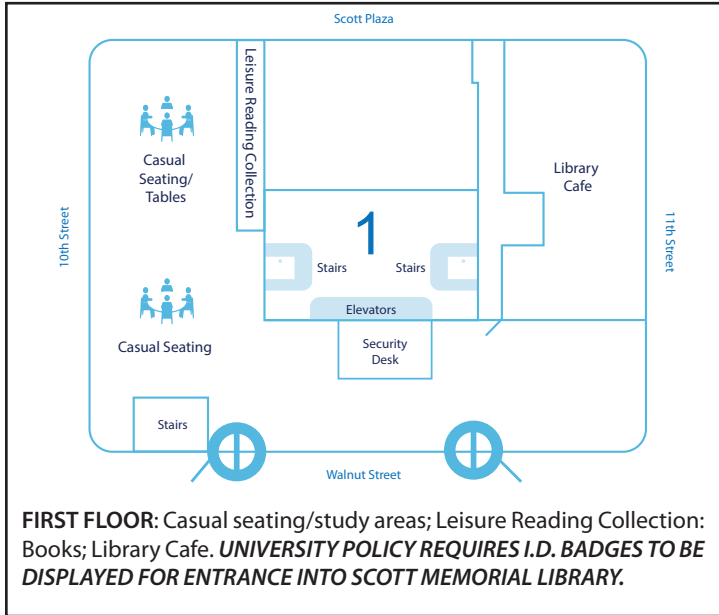 Scott Plaza
Leisure Reading Collection
Casual
Seating/
Tables
Library
Cafe
10th Street
11th Street
1
Stairs
Stairs
Elevators
Casual Seating
Security
Desk
Stairs
Walnut Street
FIRST FLOOR: Casual seating/study areas; Leisure Reading Collection:
Books; Library Cafe. UNIVERSITY POLICY REQUIRES I.D. BADGES TO BE
DISPLAYED FOR ENTRANCE INTO SCOTT MEMORIAL LIBRARY.